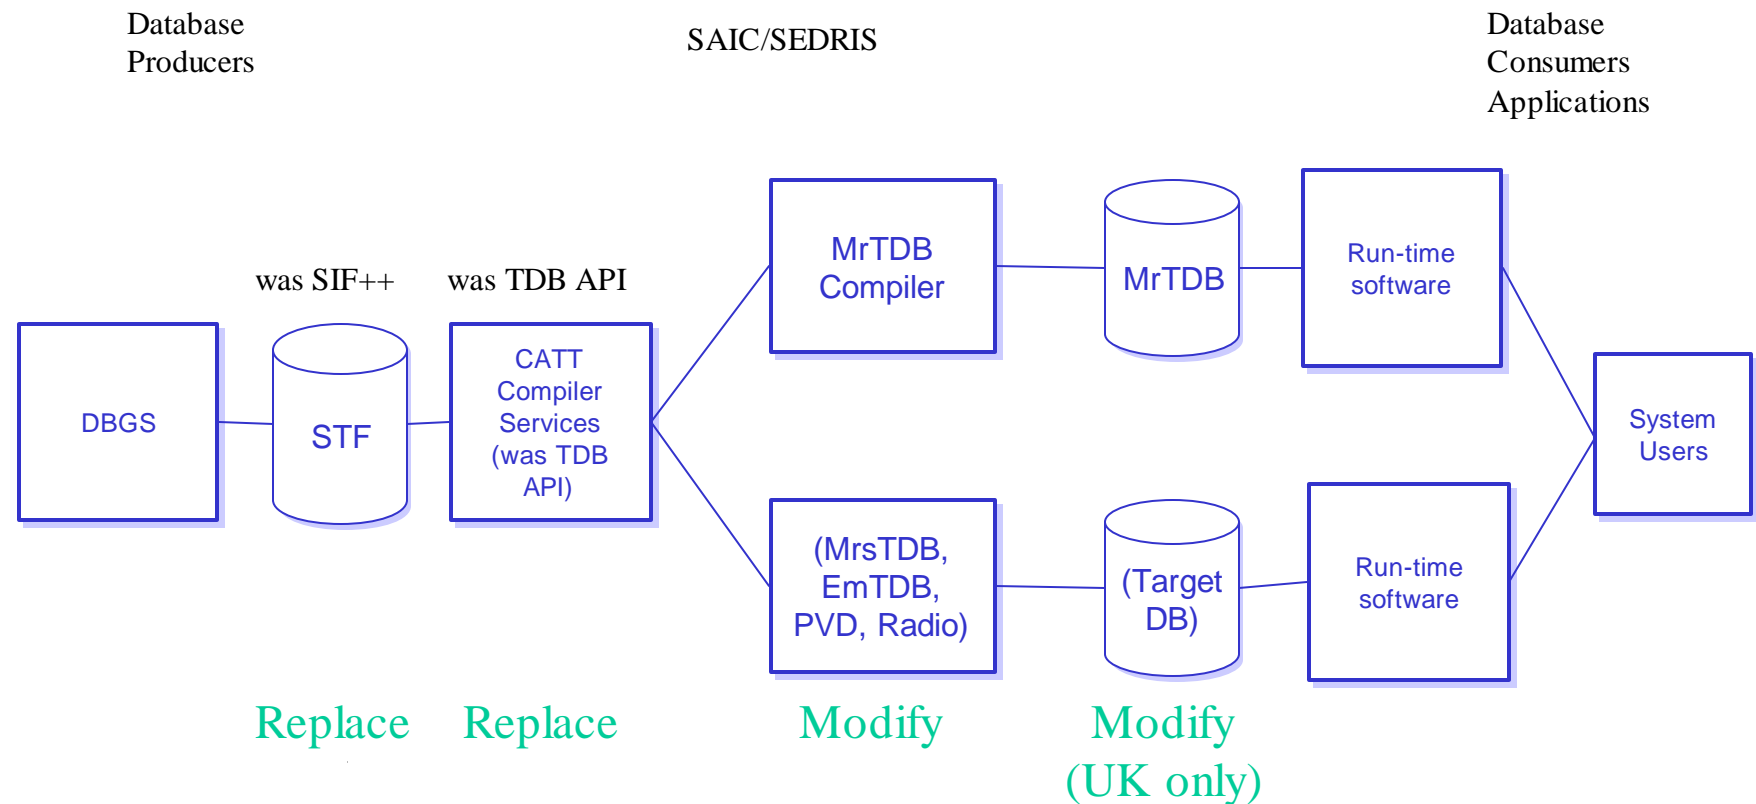 Database
Producers
SAIC/SEDRIS
Database
Consumers
Applications
was SIF++
was TDB API
DBGS
STF
CATT
Compiler
Services
(was TDB
API)
MrTDB
Compiler
MrTDB
Run-time
software
(MrsTDB,
EmTDB,
PVD, Radio)
(Target
DB)
Run-time
software
System
Users
Replace
Replace
Modify
Modify
(UK only)